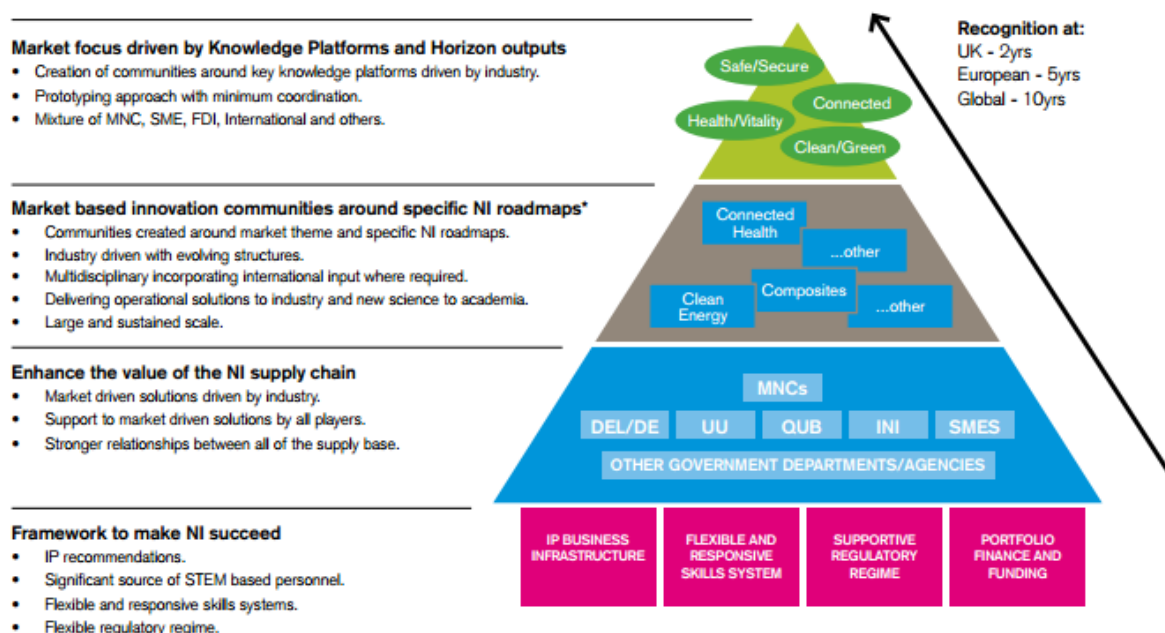 Market focus driven by Knowledge Platforms and Horizon outputs
• Creation of communities around key knowledge platforms driven by industry.
• Prototyping approach with minimum coordination.
• Mixture of MNC, SME, FDI, International and others.
Market based innovation communities around specific NI roadmaps*
• Communities created around market theme and specific NI roadmaps.
• Industry driven with evolving structures.
• Multidisciplinary incorporating international input where required.
• Delivering operational solutions to industry and new science to academia.
• Large and sustained scale.
Enhance the value of the NI supply chain
• Market driven solutions driven by industry.
• Support to market driven solutions by all players.
• Stronger relationships between all of the supply base.
Framework to make NI succeed
• IP recommendations.
• Significant source of STEM based personnel.
• Flexible and responsive skills systems.
• Flexible regulatory regime.
Safe/Secure
Connected
Health/Vitality
Clean/Green
Connected
Health
...other
Composites
Clean
Energy
...other
MNCs
DEL/DE UU QUB INI SMES
OTHER GOVERNMENT DEPARTMENTS/AGENCIES
IP BUSINESS
INFRASTRUCTURE
FLEXIBLE AND
RESPONSIVE
SKILLS SYSTEM
SUPPORTIVE
REGULATORY
REGIME
PORTFOLIO
FINANCE AND
FUNDING
Recognition at:
UK - 2yrs
European - 5yrs
Global - 10yrs